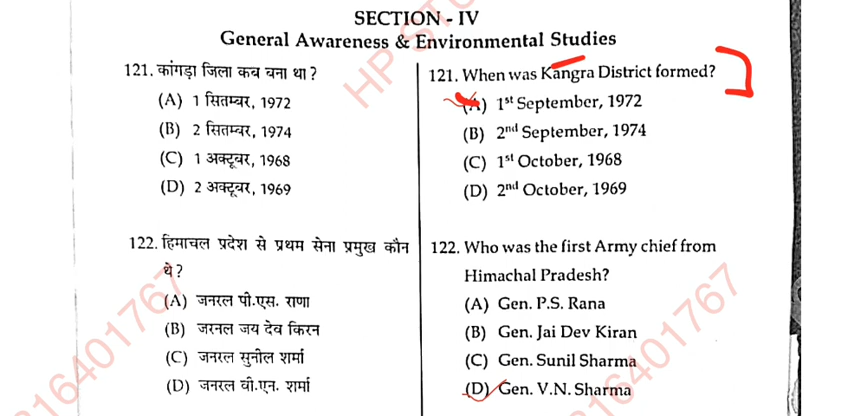 SECTION - IV
General Awareness & Environmental Studies
121. कांगड़ा जिला कब बना था ?
(A) 1 सितम्बर, 1972
(B) 2 सितम्बर, 1974
(C) 1 अक्टूबर, 1968
(D) 2 अक्टूबर, 1969
122. हिमाचल प्रदेश से प्रथम सेना प्रमुख कौन
थे ?
(A) जनरल पी.एस. राणा
(B) जरनल जय देव किरन
(C) जनरल सुनील शर्मा
(D) जनरल वी.एन. शर्मा
121. When was Kangra District formed?
(A) 1st September, 1972
(B) 2nd September, 1974
(C) 1st October, 1968
(D) 2nd October, 1969
122. Who was the first Army chief from
Himachal Pradesh?
(A) Gen. P.S. Rana
(B) Gen. Jai Dev Kiran
(C) Gen. Sunil Sharma
(D) Gen. V.N. Sharma